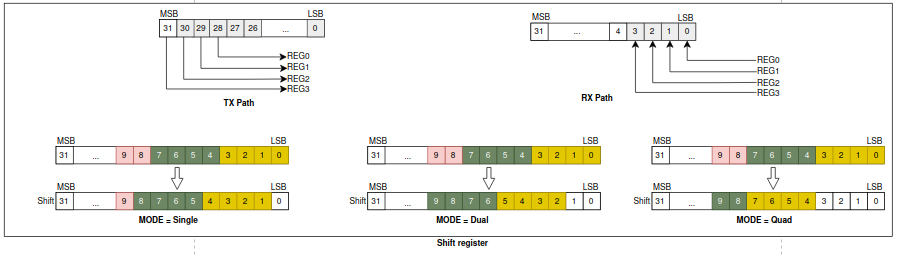 MSB LSB
31 30 29 28 27 26 ... 0
REG0
REG1
REG2
REG3
TX Path
MSB LSB
31 ... 4 3 2 1 0
REG0
REG1
REG2
REG3
RX Path
MSB LSB
31 ... 9 8 7 6 5 4 3 2 1 0
MSB LSB
Shift 31 ... 9 8 7 6 5 4 3 2 1 0
MODE = Single
MSB LSB
31 ... 9 8 7 6 5 4 3 2 1 0
MSB LSB
Shift 31 ... 9 8 7 6 5 4 3 2 1 0
MODE = Dual
MSB LSB
31 ... 9 8 7 6 5 4 3 2 1 0
MSB LSB
Shift 31 ... 9 8 7 6 5 4 3 2 1 0
MODE = Quad
Shift register